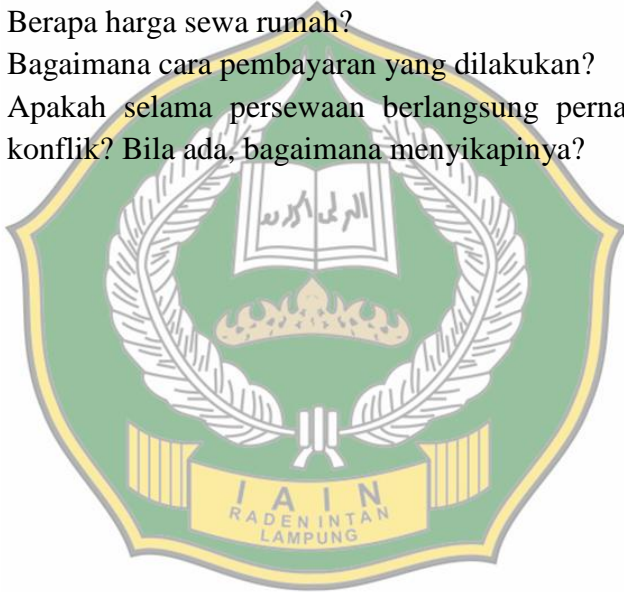 Berapa harga sewa rumah?
Bagaimana cara pembayaran yang dilakukan?
Apakah selama persewaan berlangsung perna
konflik? Bila ada, bagaimana menyikapinya?
I A I N
RADEN INTAN
LAMPUNG